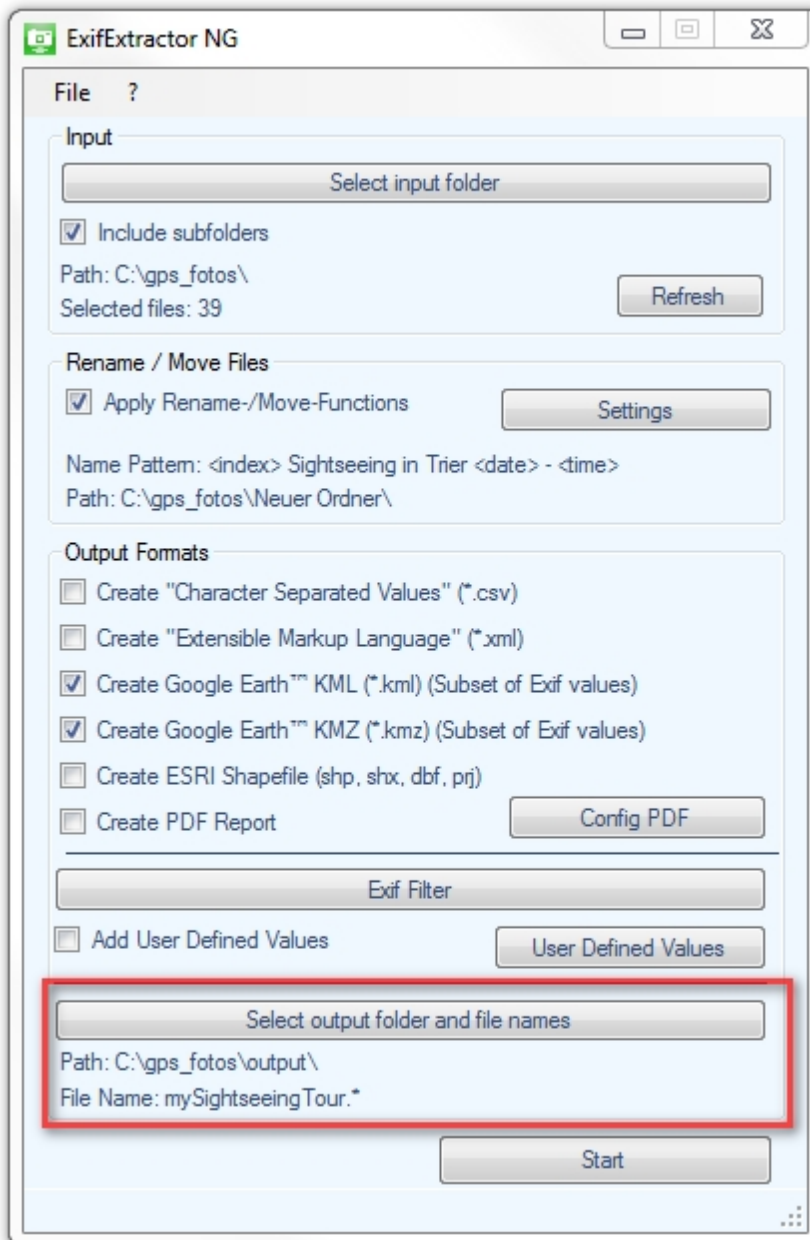 ExifExtractor NG
File ?
Input
Select input folder
Include subfolders
Path: C:\gps_fotos\
Selected files: 39
Refresh
Rename / Move Files
Apply Rename-/Move-Functions
Settings
Name Pattern: <index> Sightseeing in Trier <date> - <time>
Path: C:\gps_fotos\Neuer Ordner\
Output Formats
Create "Character Separated Values" (*.csv)
Create "Extensible Markup Language" (*.xml)
Create Google Earth™ KML (*.kml) (Subset of Exif values)
Create Google Earth™ KMZ (*.kmz) (Subset of Exif values)
Create ESRI Shapefile (shp, shx, dbf, prj)
Create PDF Report
Config PDF
Exif Filter
Add User Defined Values
User Defined Values
Select output folder and file names
Path: C:\gps_fotos\output\
File Name: mySightseeingTour.*
Start